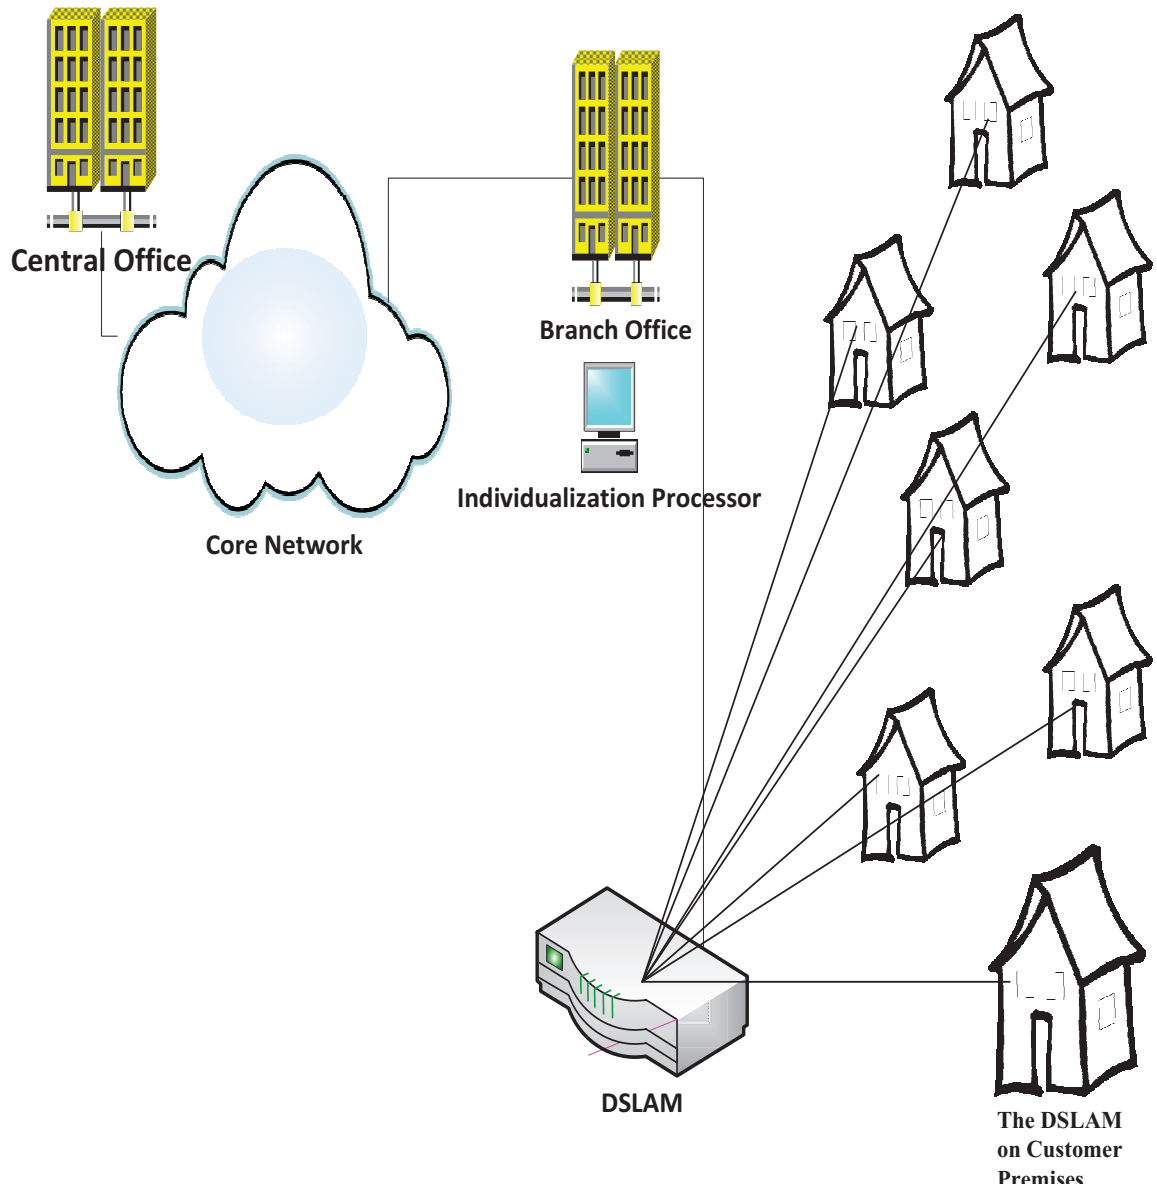 Central Office
Branch Office
Individualization Processor
Core Network
DSLAM
The DSLAM
on Customer
Premises